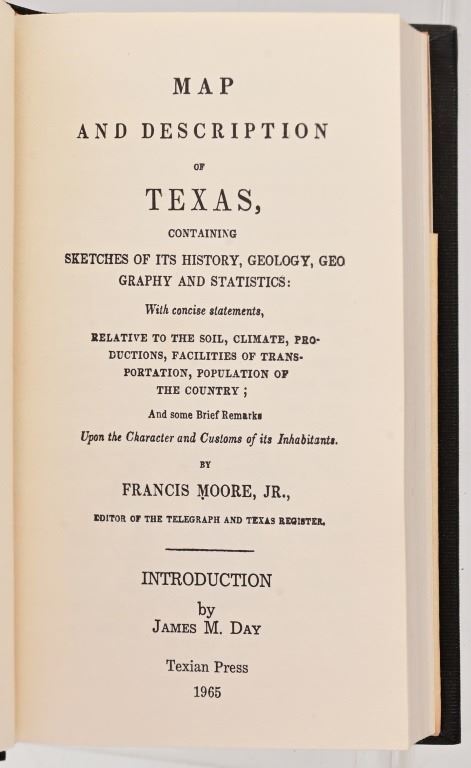 MAP
AND DESCRIPTION
OF
TEXAS,
CONTAINING
SKETCHES OF ITS HISTORY, GEOLOGY, GEO
GRAPHY AND STATISTICS:
With concise statements,
RELATIVE TO THE SOIL, CLIMATE, PRO-
DUCTIONS, FACILITIES OF TRANS-
PORTATION, POPULATION OF
THE COUNTRY;
And some Brief Remarks
Upon the Character and Customs of its Inhabitants.
BY
FRANCIS MOORE, JR.,
EDITOR OF THE TELEGRAPH AND TEXAS REGISTER.
INTRODUCTION
by
JAMES M. DAY
Texian Press
1965